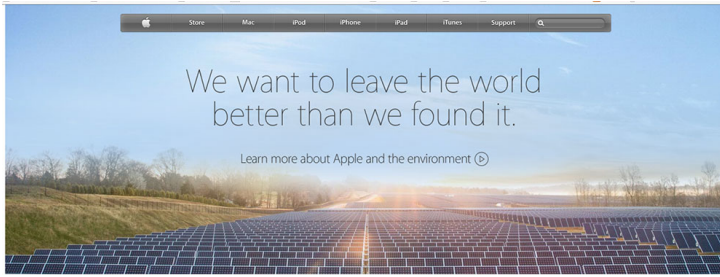 Store Mac iPod iPhone iPad iTunes Support
We want to leave the world
better than we found it.
Learn more about Apple and the environment